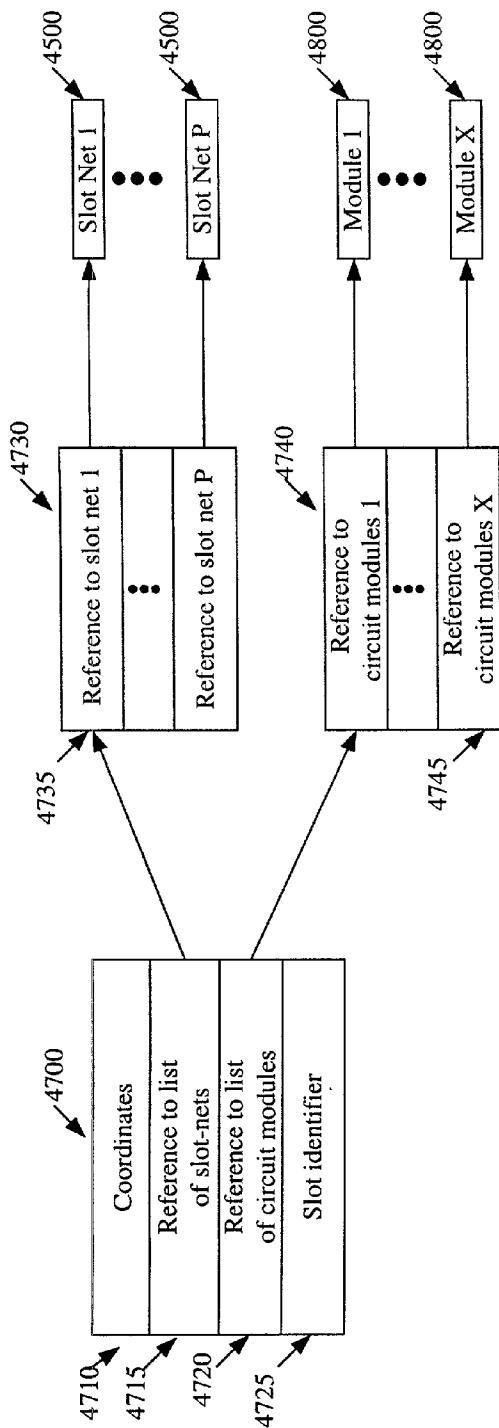 4700
4710
Coordinates
4715
Reference to list
of slot-nets
4720
Reference to list
of circuit modules
4725
Slot identifier
4730
4735
Reference to slot net 1
•••
Reference to slot net P
4740
Reference to
circuit modules 1
•••
4745
Reference to
circuit modules X
4500
Slot Net 1
•••
4500
Slot Net P
4800
Module 1
•••
4800
Module X